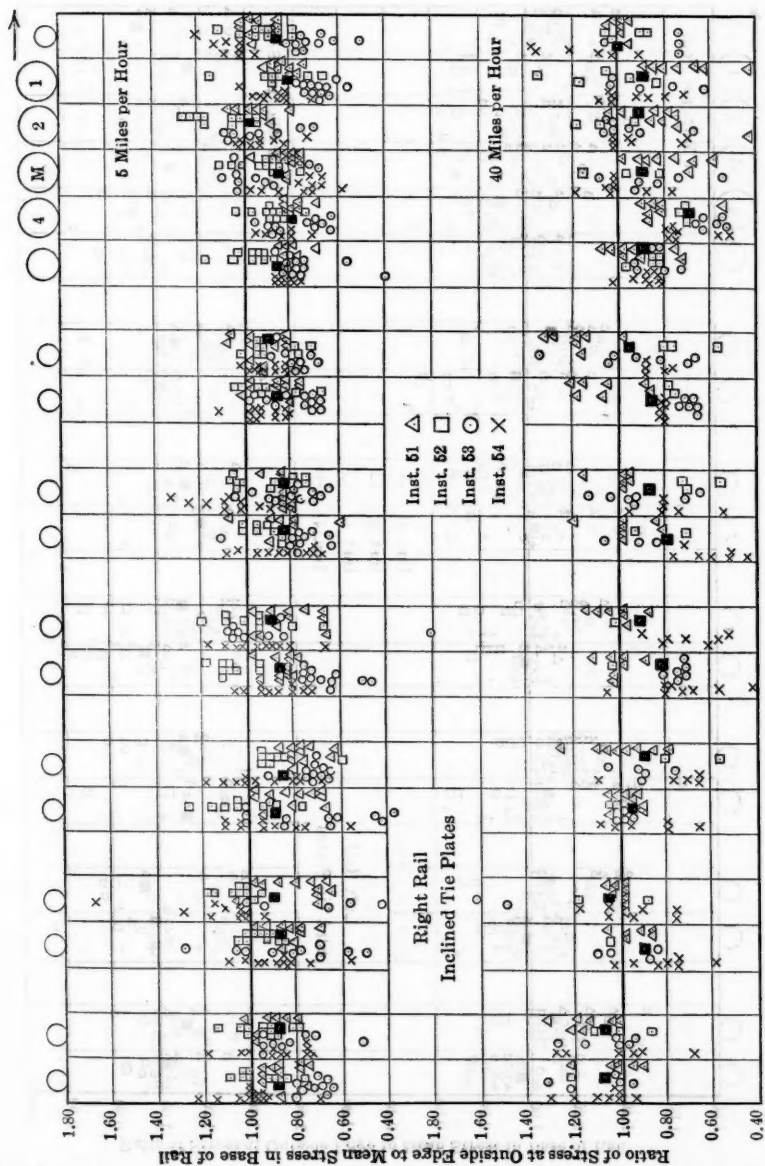 Ratio of Stress at Outside Edge to Mean Stress in Base of Rail
1.80
1.60
1.40
1.20
1.00
0.80
0.60
0.40
1.80
1.60
1.40
1.20
1.00
0.80
0.60
0.40
4
M
2
1
5 Miles per Hour
Inst. 51
Inst. 52
Inst. 53
Inst. 54
Right Rail
Inclined Tie Plates
40 Miles per Hour